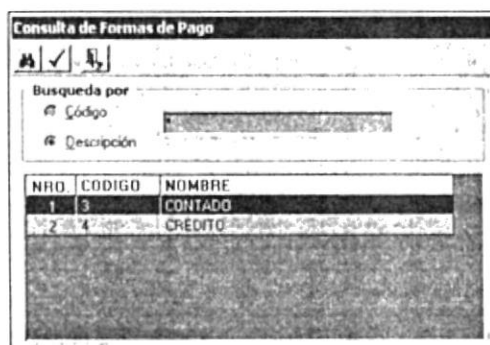 Consulta de Formas de Pago
Busqueda por
Código
Descripción
NRO. CODIGO NOMBRE
1 3 CONTADO
2 4 CREDITO